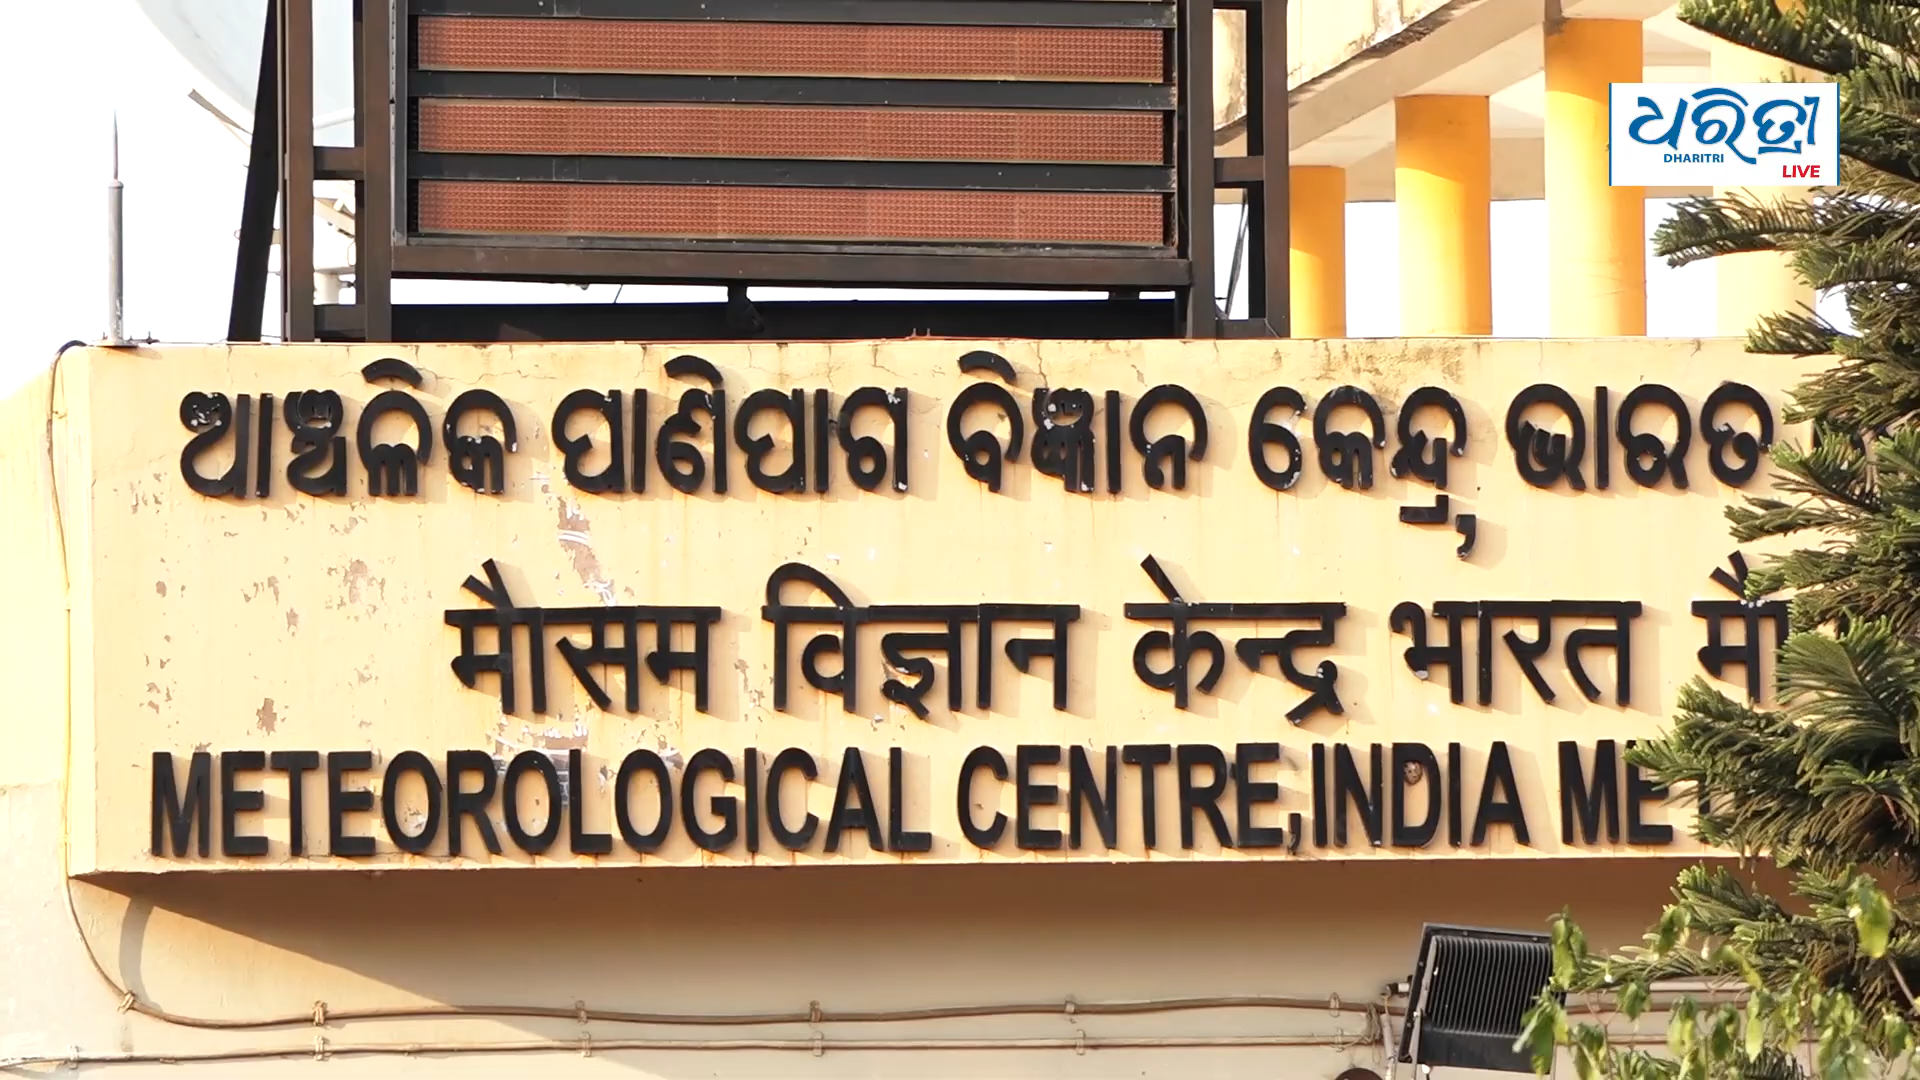 ଧରିତ୍ରୀ
DHARITRI
LIVE
ଆଞ୍ଚଳିକ ପାଣିପାଗ ବିଜ୍ଞାନ କେନ୍ଦ୍ର, ଭାରତ
मौसम विज्ञान केन्द्र भारत
METEOROLOGICAL CENTRE,INDIA